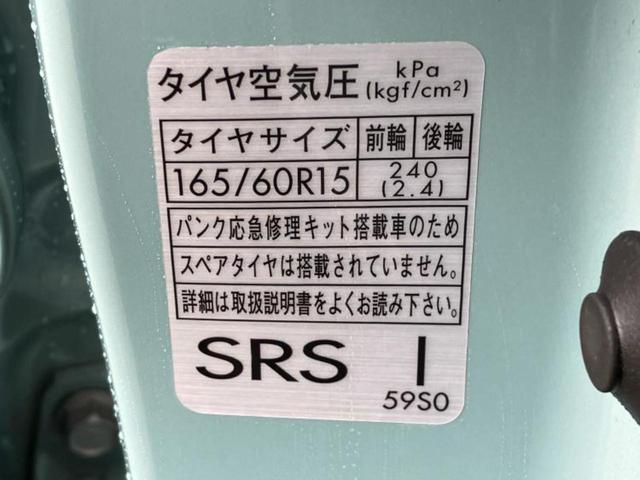 タイヤ空気圧 kPa (kgf/cm²)
タイヤサイズ 前輪 後輪
165/60R15 240 (2.4)
パンク応急修理キット搭載車のため
スペアタイヤは搭載されていません。
詳細は取扱説明書をよくお読み下さい。
SRS I
59S0